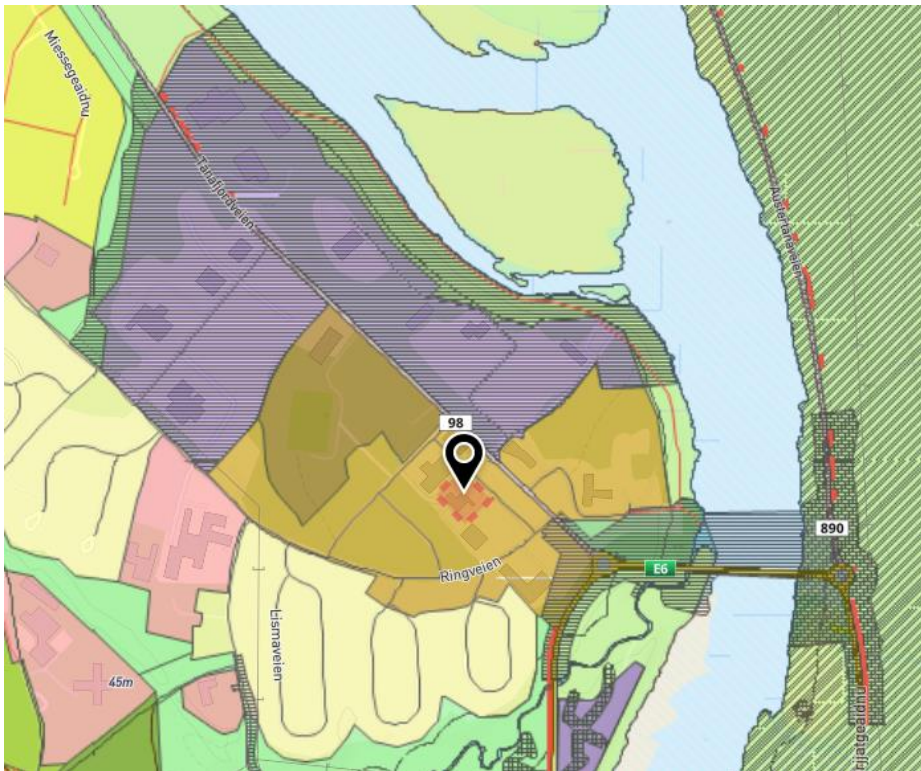 Miessegeaidnu
Tanafjordveien
Austertanaveien
98
890
E6
Ringveien
Lismaveien
45m